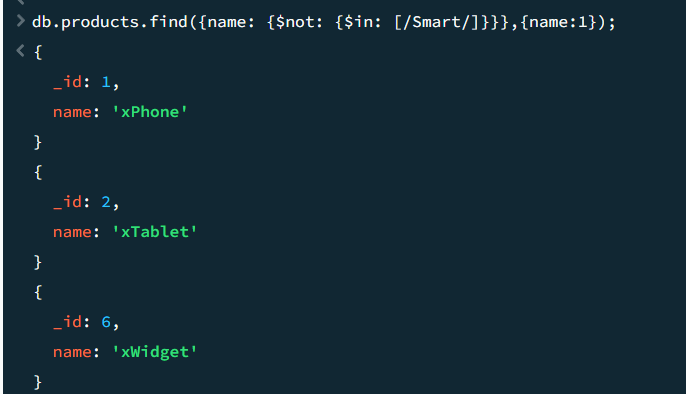 > db.products.find({name: {$not: {$in: [/Smart/]}}},{name:1});
< {
_id: 1,
name: 'xPhone'
}
{
_id: 2,
name: 'xTablet'
}
{
_id: 6,
name: 'xWidget'
}